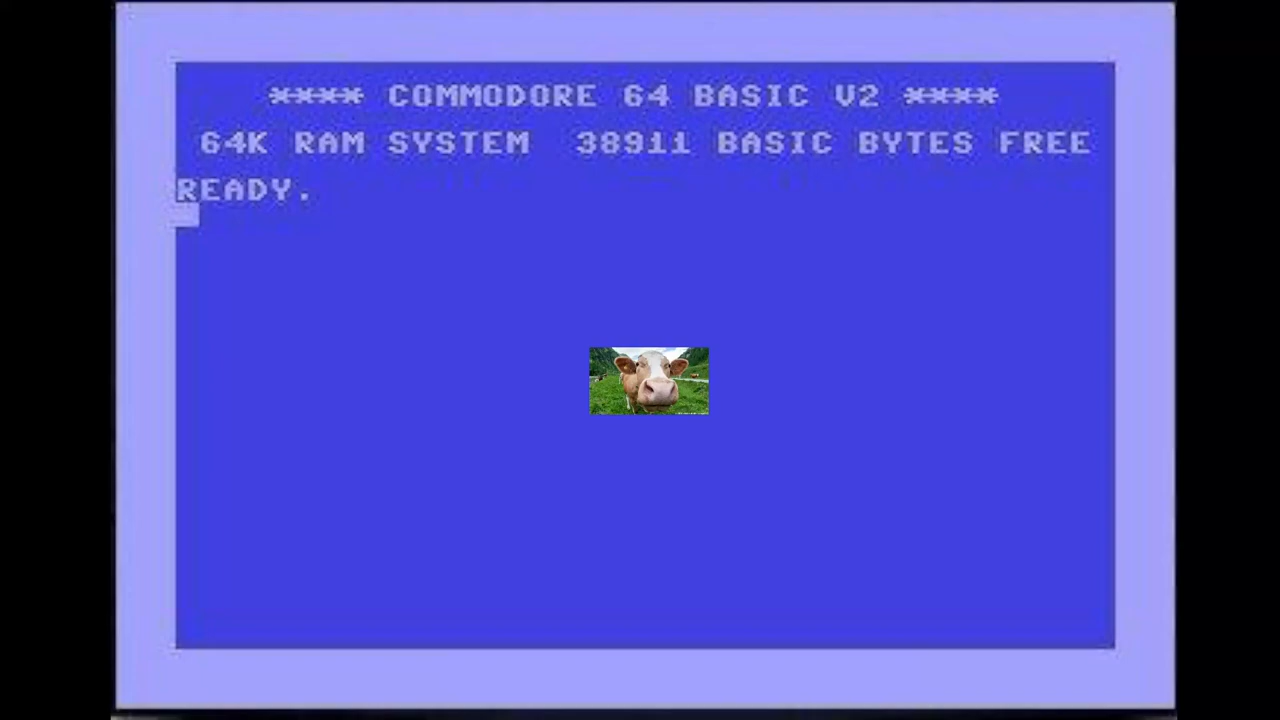 **** COMMODORE 64 BASIC V2 ****
64K RAM SYSTEM  38911 BASIC BYTES FREE
READY.